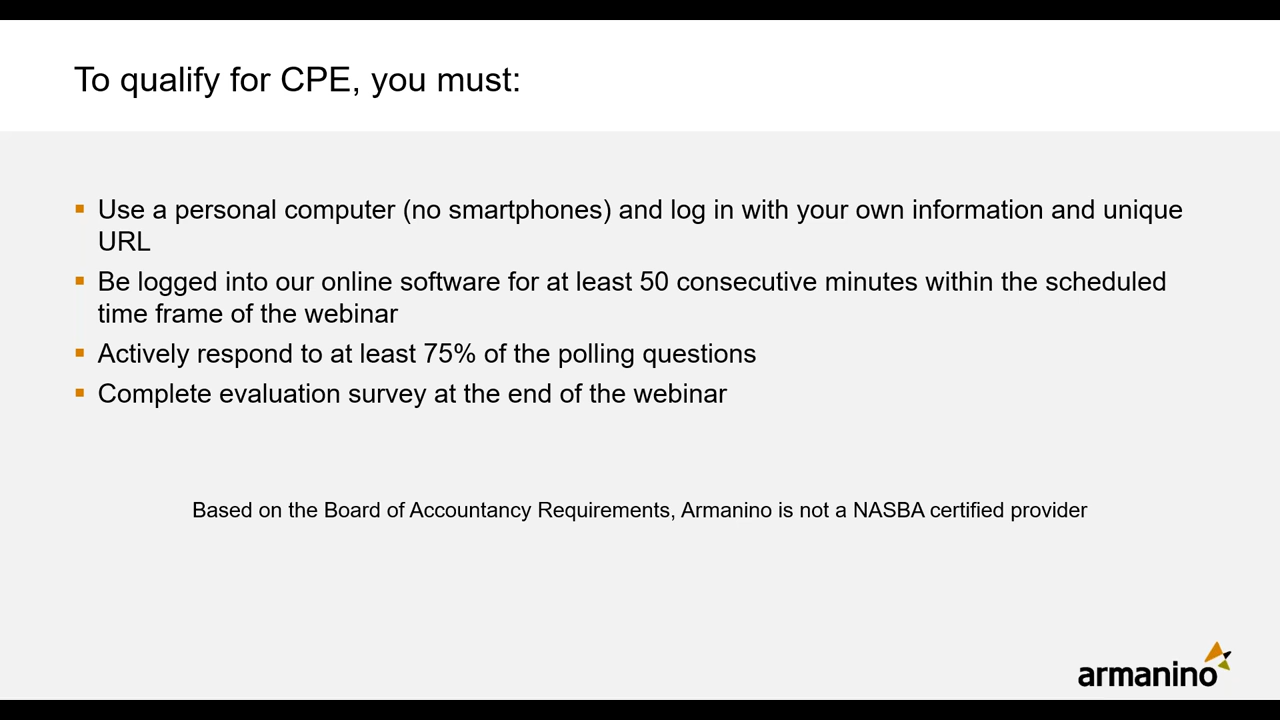 To qualify for CPE, you must:
Use a personal computer (no smartphones) and log in with your own information and unique
URL
Be logged into our online software for at least 50 consecutive minutes within the scheduled
time frame of the webinar
Actively respond to at least 75% of the polling questions
Complete evaluation survey at the end of the webinar
Based on the Board of Accountancy Requirements, Armanino is not a NASBA certified provider
armanino